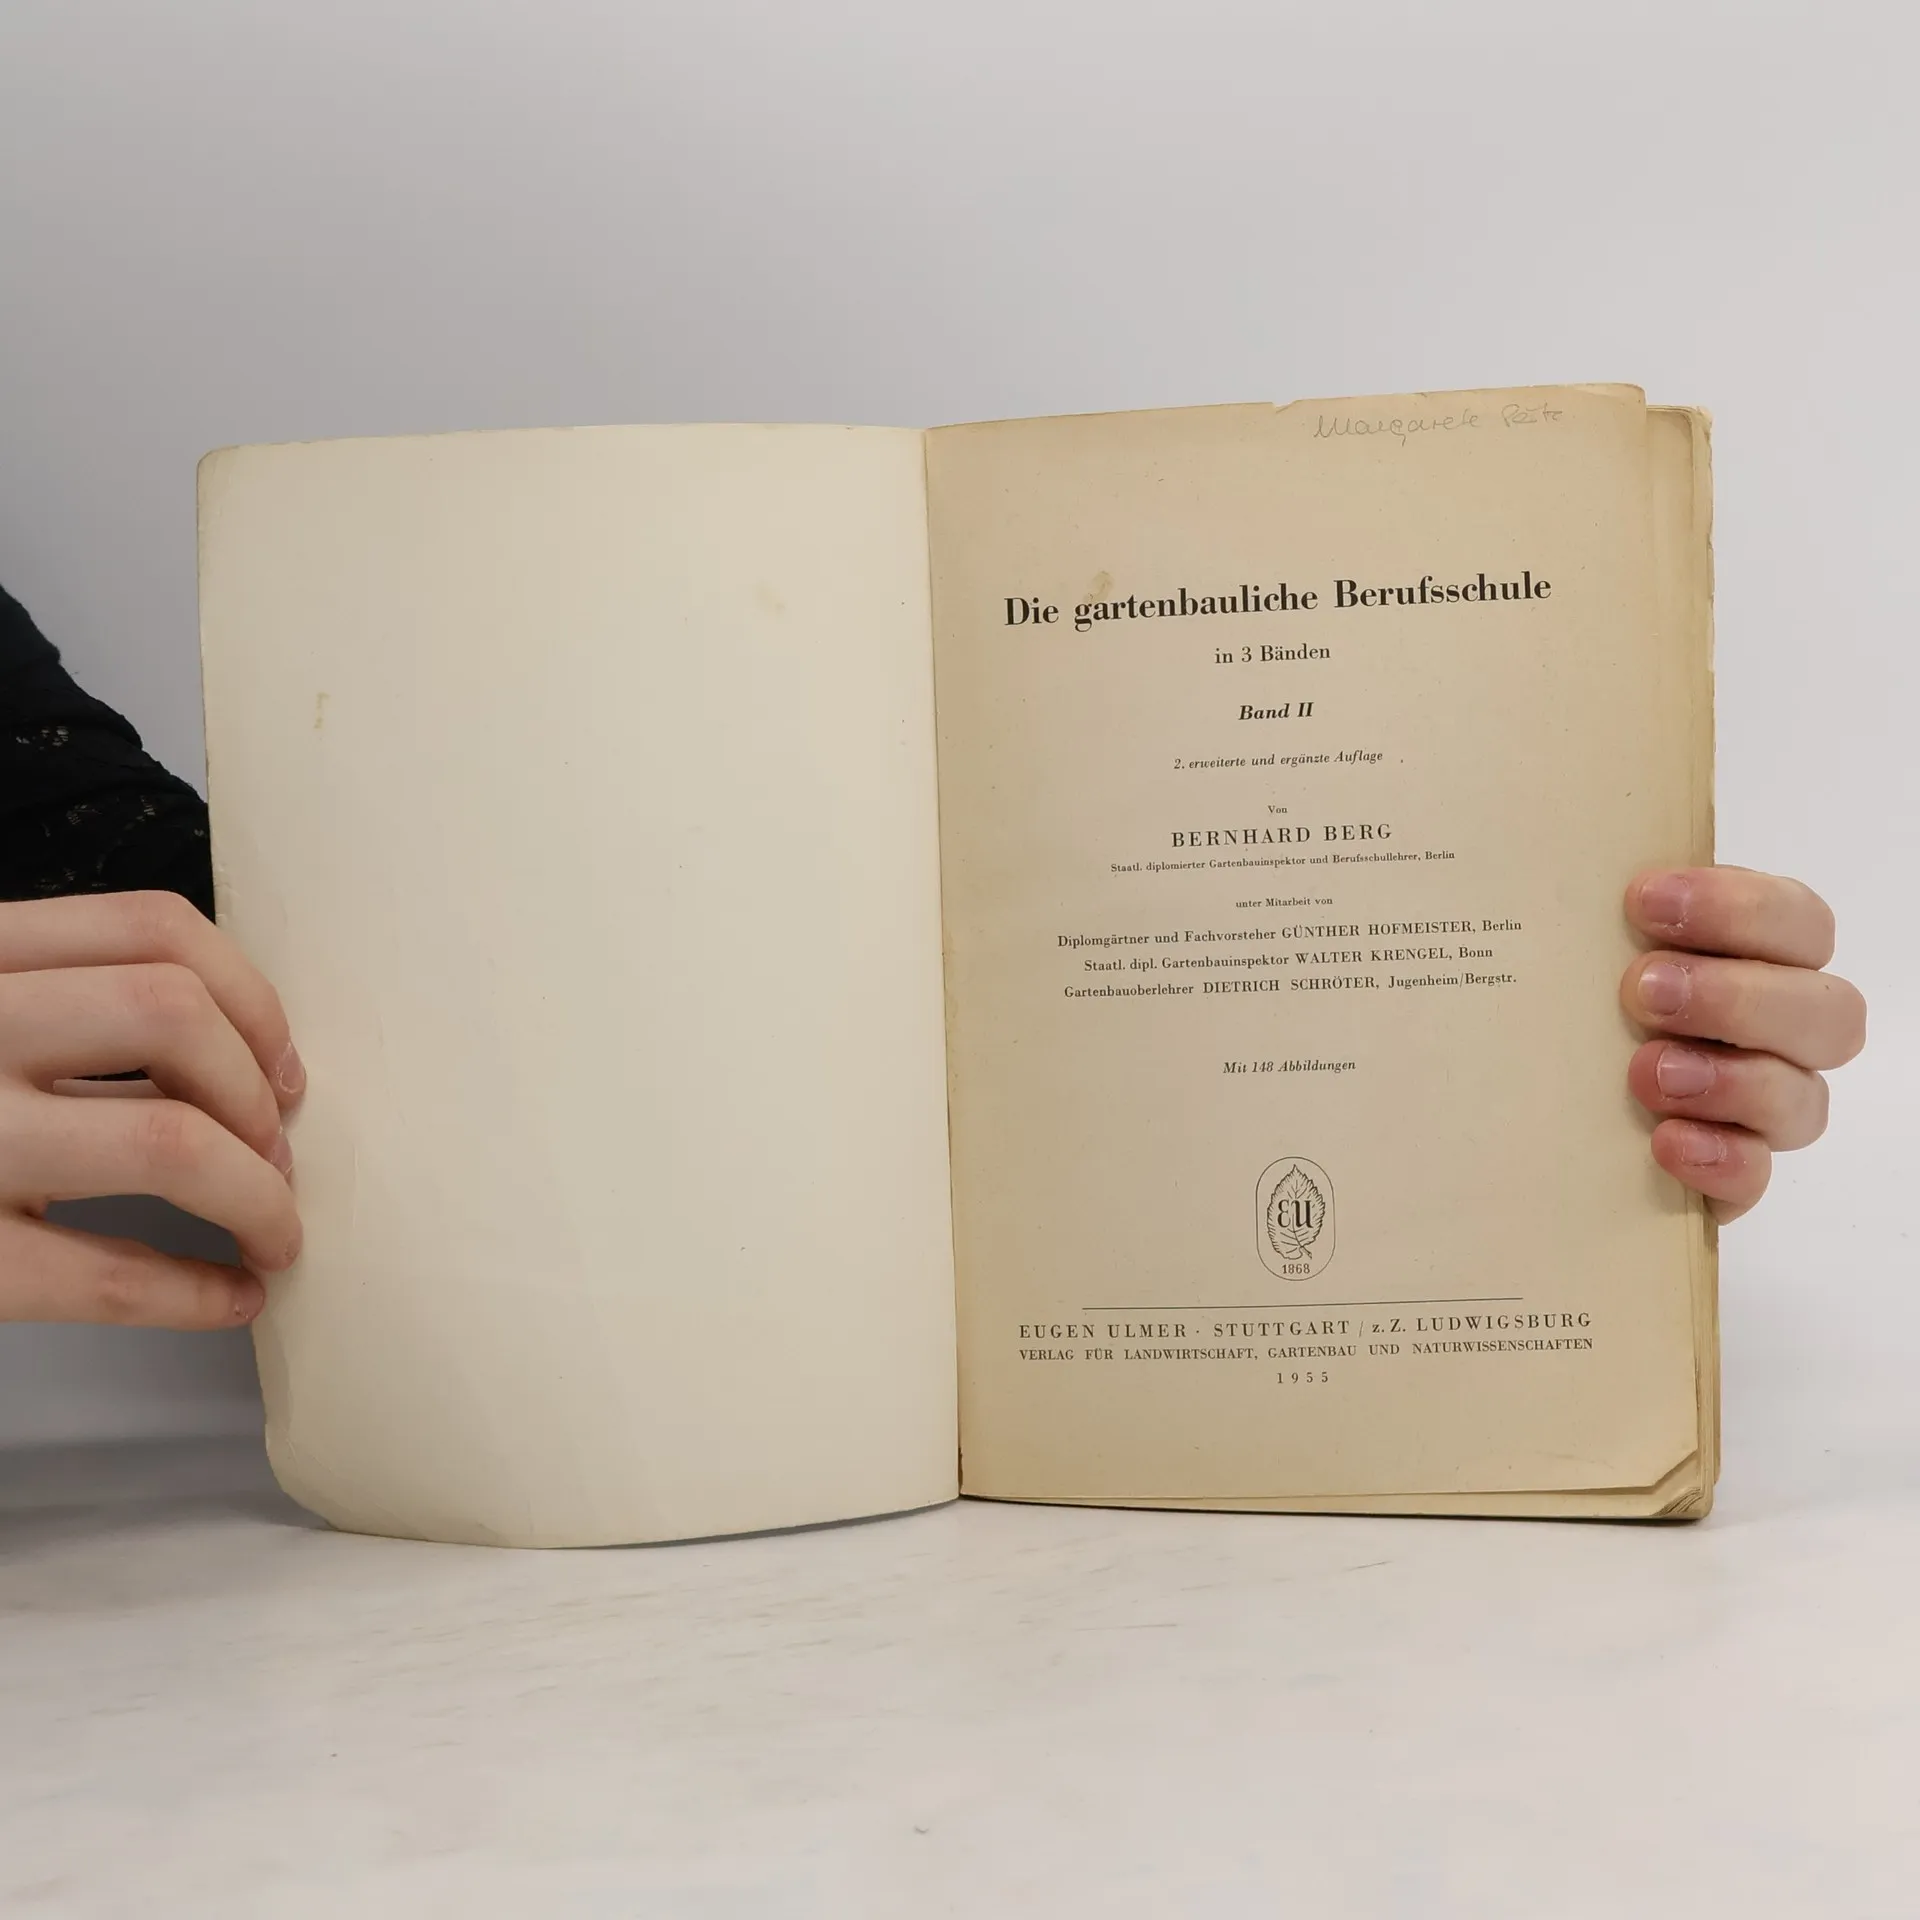 Margarete
Die gartenbauliche Berufsschule
in 3 Bänden
Band II
2. erweiterte und ergänzte Auflage
Von
BERNHARD BERG
Staatl. diplomierter Gartenbauinspektor und Berufsschullehrer, Berlin
unter Mitarbeit von
Diplomgärtner und Fachvorsteher GÜNTHER HOFMEISTER, Berlin
Staatl. dipl. Gartenbauinspektor WALTER KRENGEL, Bonn
Gartenbauoberlehrer DIETRICH SCHRÖTER, Jugenheim/Bergstr.
Mit 148 Abbildungen
EU
1868
EUGEN ULMER · STUTTGART / z. Z. LUDWIGSBURG
VERLAG FÜR LANDWIRTSCHAFT, GARTENBAU UND NATURWISSENSCHAFTEN
1955